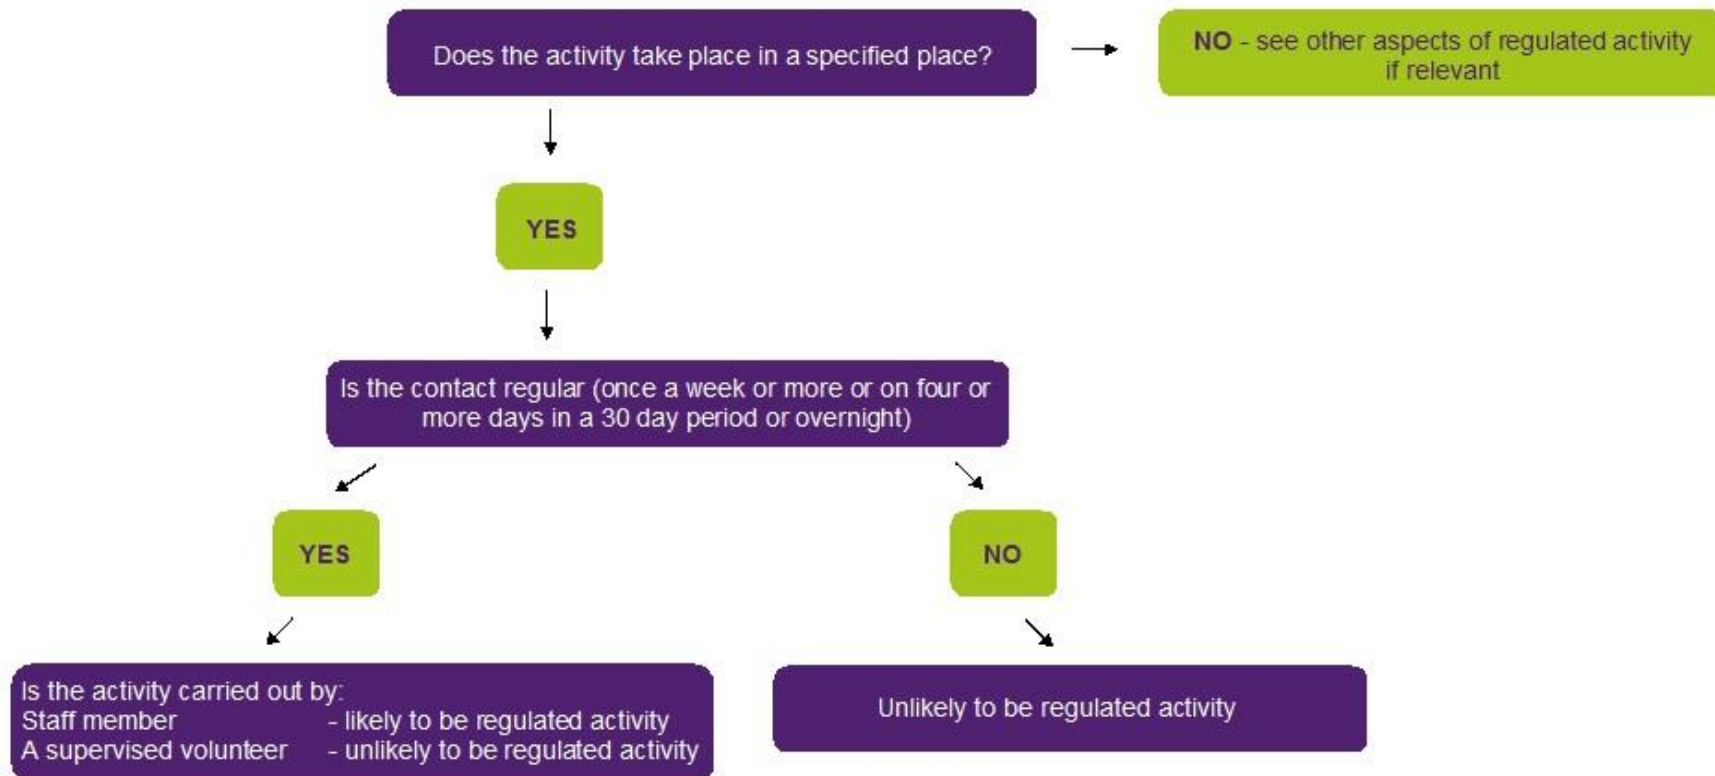 Does the activity take place in a specified place?
NO - see other aspects of regulated activity
if relevant
YES
Is the contact regular (once a week or more or on four or
more days in a 30 day period or overnight)
YES
NO
Is the activity carried out by:
Staff member - likely to be regulated activity
A supervised volunteer - unlikely to be regulated activity
Unlikely to be regulated activity